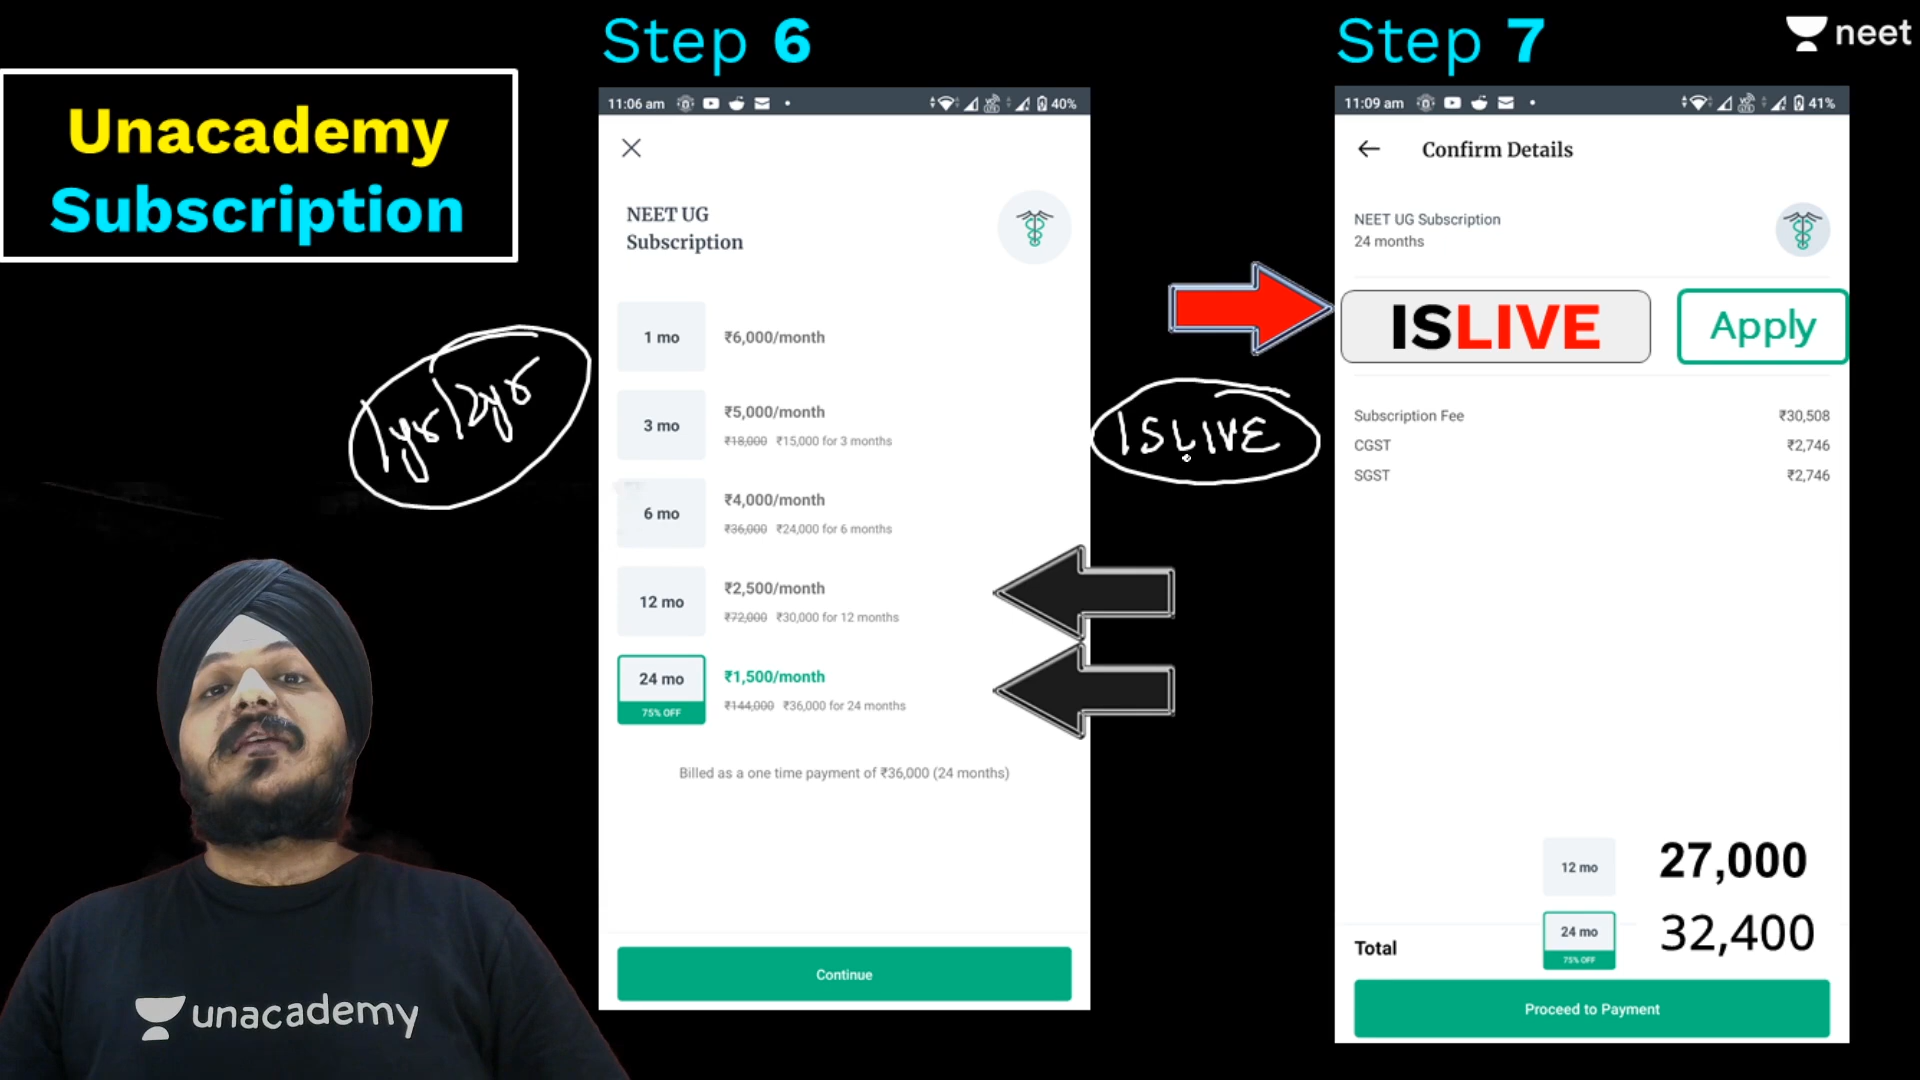 Unacademy
Subscription
1yr/2yr
unacademy
Step 6
11:06 am
40%
NEET UG
Subscription
1 mo
₹6,000/month
3 mo
₹5,000/month
₹18,000 ₹15,000 for 3 months
6 mo
₹4,000/month
₹36,000 ₹24,000 for 6 months
12 mo
₹2,500/month
₹72,000 ₹30,000 for 12 months
24 mo
75% OFF
₹1,500/month
₹144,000 ₹36,000 for 24 months
Billed as a one time payment of ₹36,000 (24 months)
Continue
ISLIVE
Step 7
neet
11:09 am
41%
Confirm Details
NEET UG Subscription
24 months
ISLIVE
Apply
Subscription Fee ₹30,508
CGST ₹2,746
SGST ₹2,746
12 mo 27,000
Total
24 mo 32,400
75% OFF
Proceed to Payment